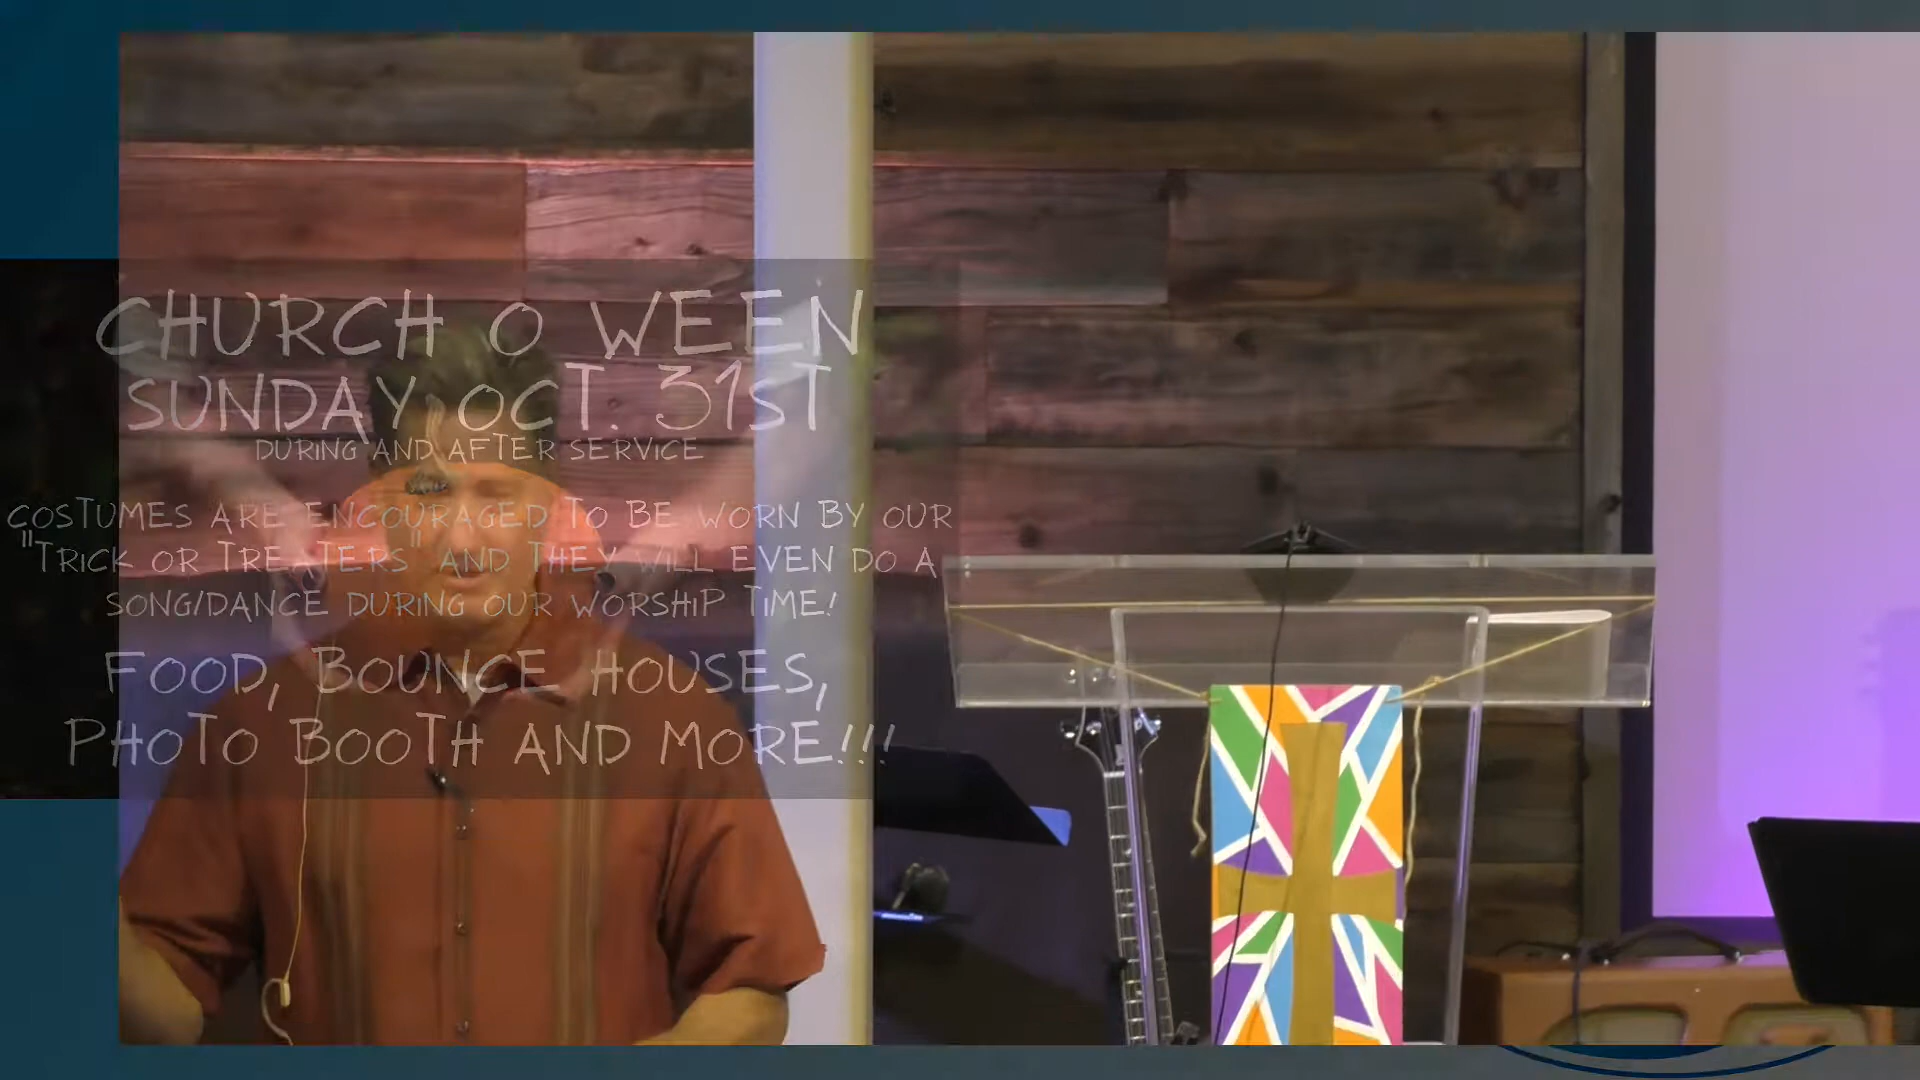 CHURCH O WEEN
SUNDAY OCT. 31ST
DURING AND AFTER SERVICE
COSTUMES ARE ENCOURAGED TO BE WORN BY OUR
"TRICK OR TREATERS" AND THEY WILL EVEN DO A
SONG/DANCE DURING OUR WORSHIP TIME!
FOOD, BOUNCE HOUSES,
PHOTO BOOTH AND MORE!!!